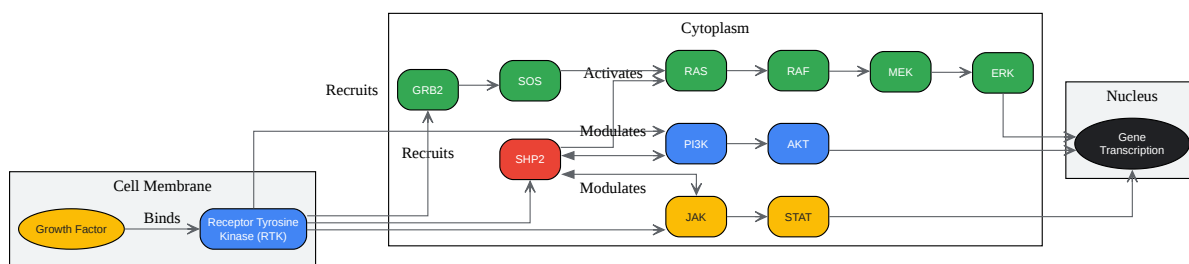 Cytoplasm
SOS
Activates
RAS
RAF
MEK
ERK
GRB2
Recruits
Nucleus
Gene
Transcription
Modulates
PI3K
AKT
Recruits
SHP2
Modulates
Cell Membrane
Growth Factor
Binds
Receptor Tyrosine
Kinase (RTK)
JAK
STAT